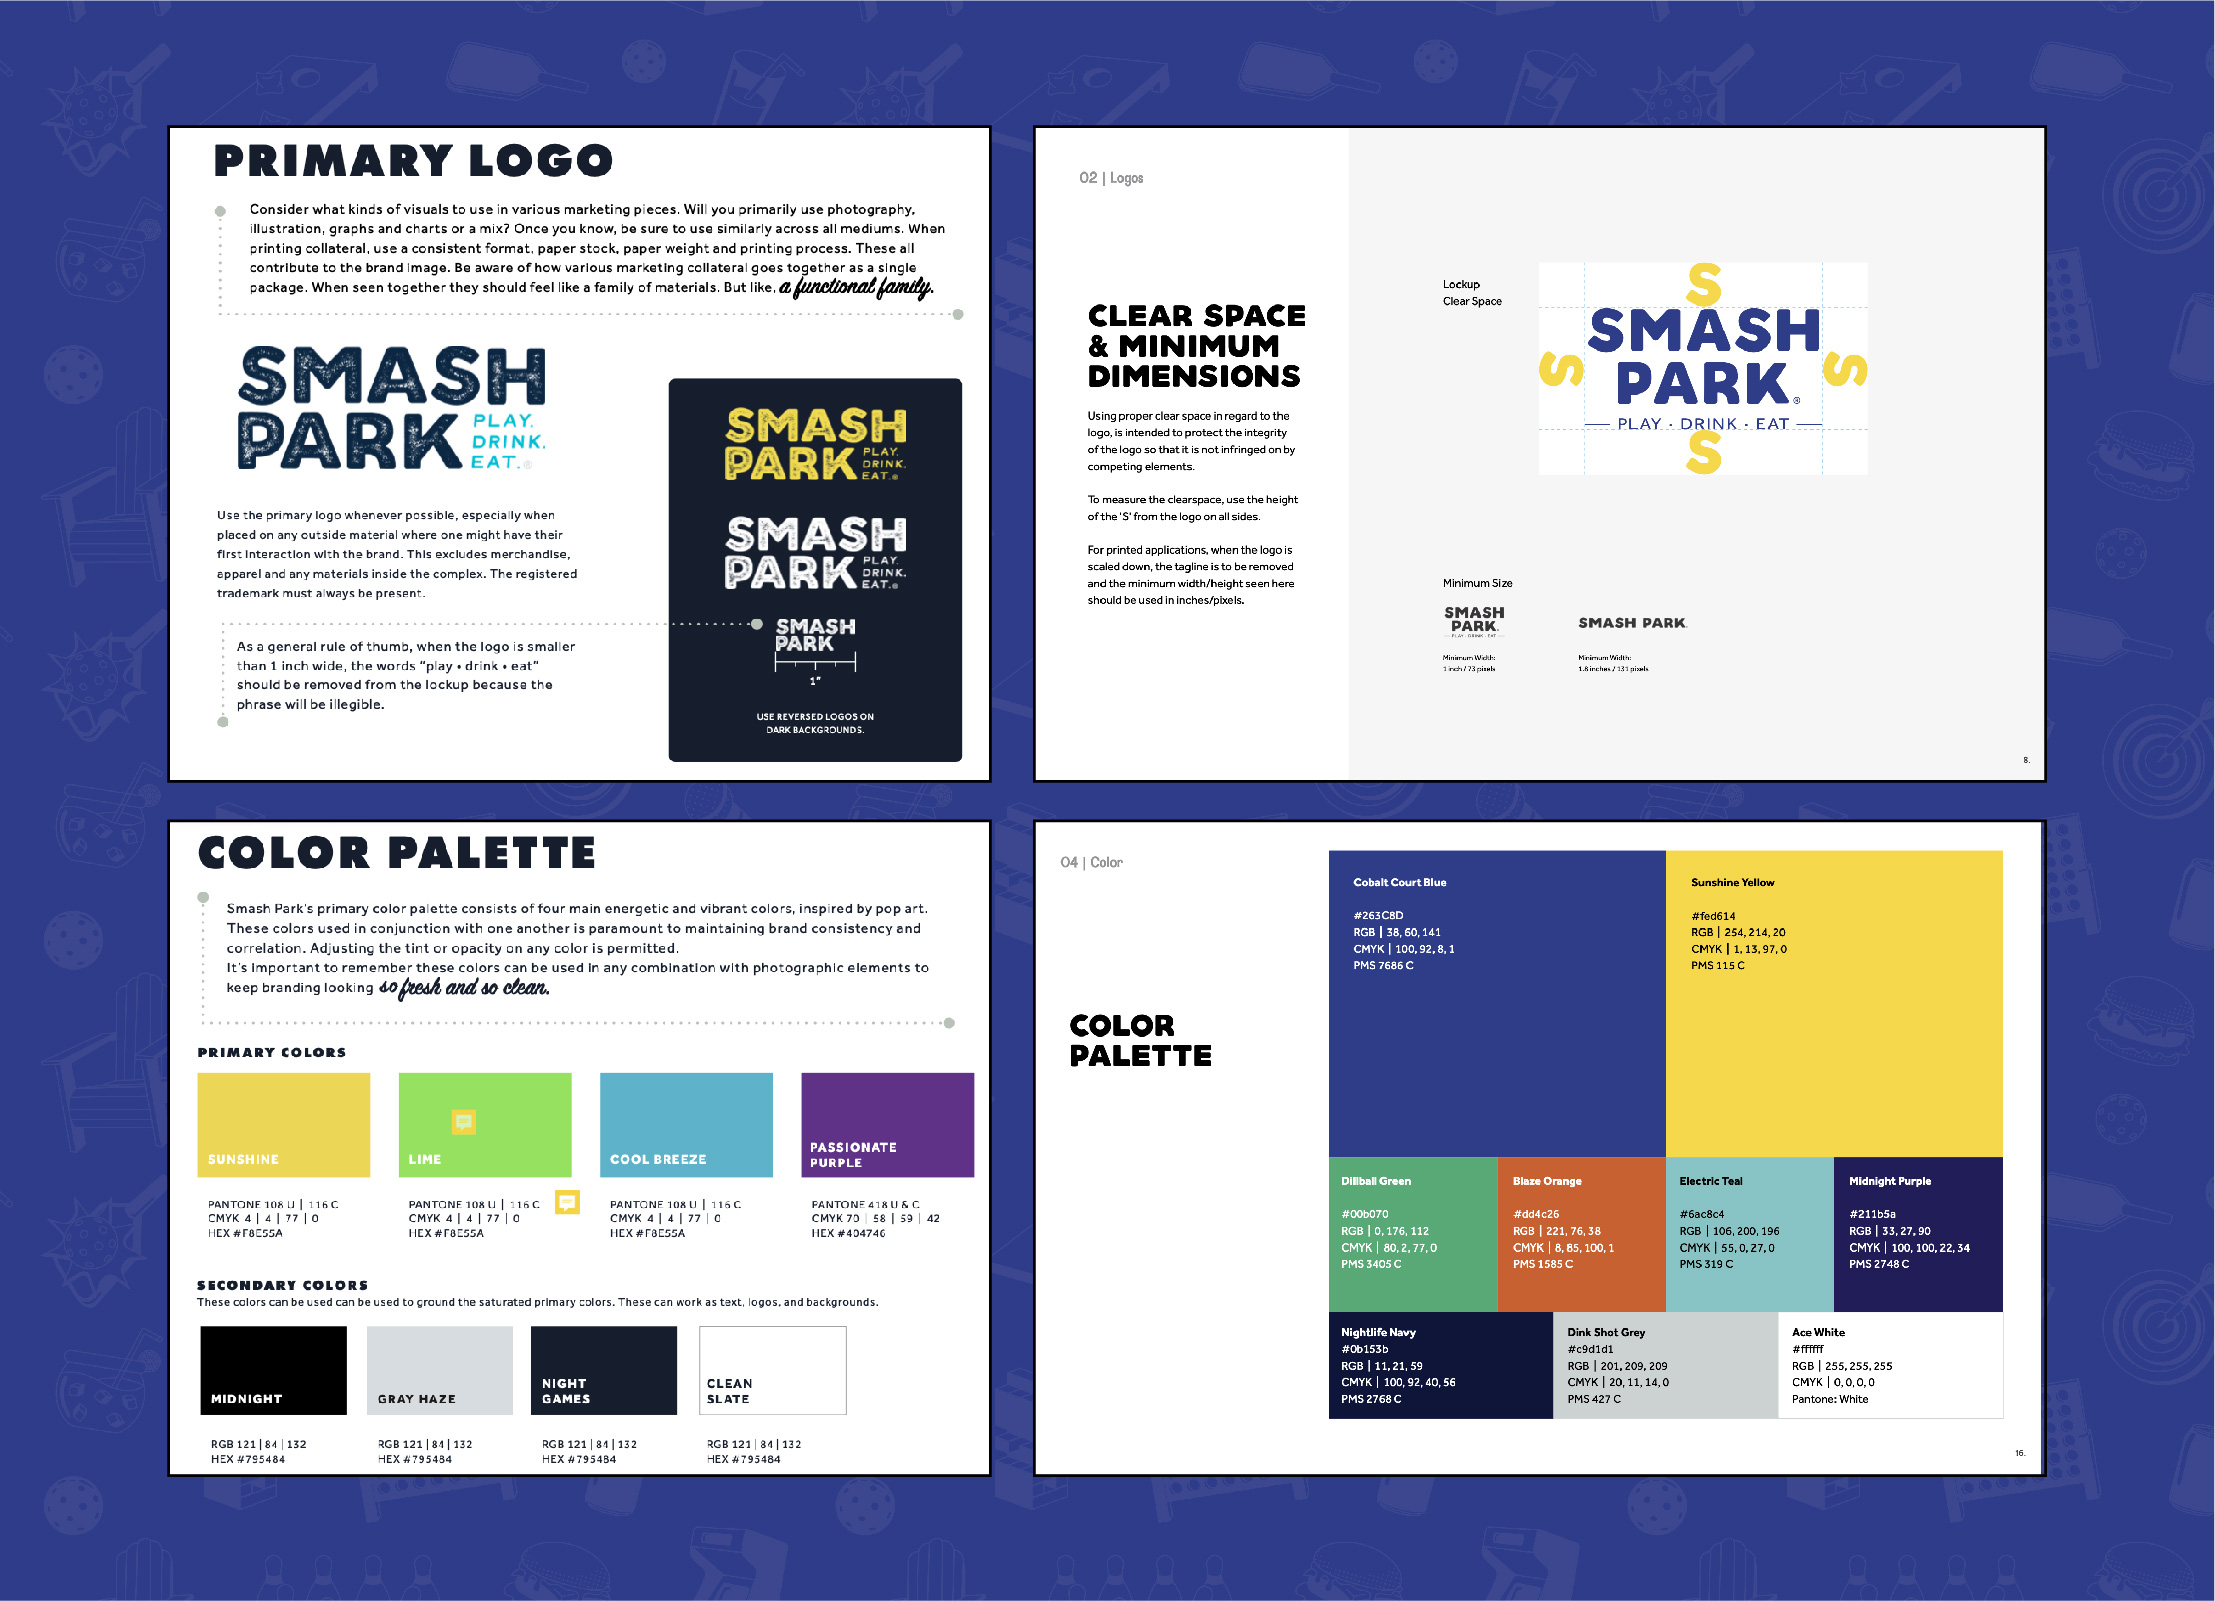 PRIMARY LOGO
Consider what kinds of visuals to use in various marketing pieces. Will you primarily use photography,
illustration, graphs and charts or a mix? Once you know, be sure to use similarly across all mediums. When
printing collateral, use a consistent format, paper stock, paper weight and printing process. These all
contribute to the brand image. Be aware of how various marketing collateral goes together as a single
package. When seen together they should feel like a family of materials. But like, a functional family.
SMASH
PARK
PLAY.
DRINK.
EAT.®
Use the primary logo whenever possible, especially when
placed on any outside material where one might have their
first interaction with the brand. This excludes merchandise,
apparel and any materials inside the complex. The registered
trademark must always be present.
As a general rule of thumb, when the logo is smaller
than 1 inch wide, the words “play • drink • eat”
should be removed from the lockup because the
phrase will be illegible.
SMASH
PARK
PLAY.
DRINK.
EAT.®
SMASH
PARK
PLAY.
DRINK.
EAT.®
SMASH
PARK
1"
USE REVERSED LOGOS ON
DARK BACKGROUNDS.
02 | Logos
CLEAR SPACE
& MINIMUM
DIMENSIONS
Using proper clear space in regard to the
logo, is intended to protect the integrity
of the logo so that it is not infringed on by
competing elements.
To measure the clearspace, use the height
of the 'S' from the logo on all sides.
For printed applications, when the logo is
scaled down, the tagline is to be removed
and the minimum width/height seen here
should be used in inches/pixels.
Lockup
Clear Space
S
SMASH
S
S
PARK®
PLAY · DRINK · EAT
S
Minimum Size
SMASH
PARK.
PLAY · DRINK · EAT
Minimum Width:
1 inch / 73 pixels
SMASH PARK.
Minimum Width:
1.8 inches / 131 pixels
8.
COLOR PALETTE
Smash Park’s primary color palette consists of four main energetic and vibrant colors, inspired by pop art.
These colors used in conjunction with one another is paramount to maintaining brand consistency and
correlation. Adjusting the tint or opacity on any color is permitted.
It’s important to remember these colors can be used in any combination with photographic elements to
keep branding looking so fresh and so clean.
PRIMARY COLORS
SUNSHINE
PANTONE 108 U | 116 C
CMYK 4 | 4 | 77 | 0
HEX #F8E55A
LIME
PANTONE 108 U | 116 C
CMYK 4 | 4 | 77 | 0
HEX #F8E55A
COOL BREEZE
PANTONE 108 U | 116 C
CMYK 4 | 4 | 77 | 0
HEX #F8E55A
PASSIONATE
PURPLE
PANTONE 418 U & C
CMYK 70 | 58 | 59 | 42
HEX #404746
SECONDARY COLORS
These colors can be used can be used to ground the saturated primary colors. These can work as text, logos, and backgrounds.
MIDNIGHT
RGB 121 | 84 | 132
HEX #795484
GRAY HAZE
RGB 121 | 84 | 132
HEX #795484
NIGHT
GAMES
RGB 121 | 84 | 132
HEX #795484
CLEAN
SLATE
RGB 121 | 84 | 132
HEX #795484
04 | Color
COLOR
PALETTE
Cobalt Court Blue
#263C8D
RGB | 38, 60, 141
CMYK | 100, 92, 8, 1
PMS 7686 C
Sunshine Yellow
#fed614
RGB | 254, 214, 20
CMYK | 1, 13, 97, 0
PMS 115 C
Dillball Green
#00b070
RGB | 0, 176, 112
CMYK | 80, 2, 77, 0
PMS 3405 C
Blaze Orange
#dd4c26
RGB | 221, 76, 38
CMYK | 8, 85, 100, 1
PMS 1585 C
Electric Teal
#6ac8c4
RGB | 106, 200, 196
CMYK | 55, 0, 27, 0
PMS 319 C
Midnight Purple
#211b5a
RGB | 33, 27, 90
CMYK | 100, 100, 22, 34
PMS 2748 C
Nightlife Navy
#0b153b
RGB | 11, 21, 59
CMYK | 100, 92, 40, 56
PMS 2768 C
Dink Shot Grey
#c9d1d1
RGB | 201, 209, 209
CMYK | 20, 11, 14, 0
PMS 427 C
Ace White
#ffffff
RGB | 255, 255, 255
CMYK | 0, 0, 0, 0
Pantone: White
16.